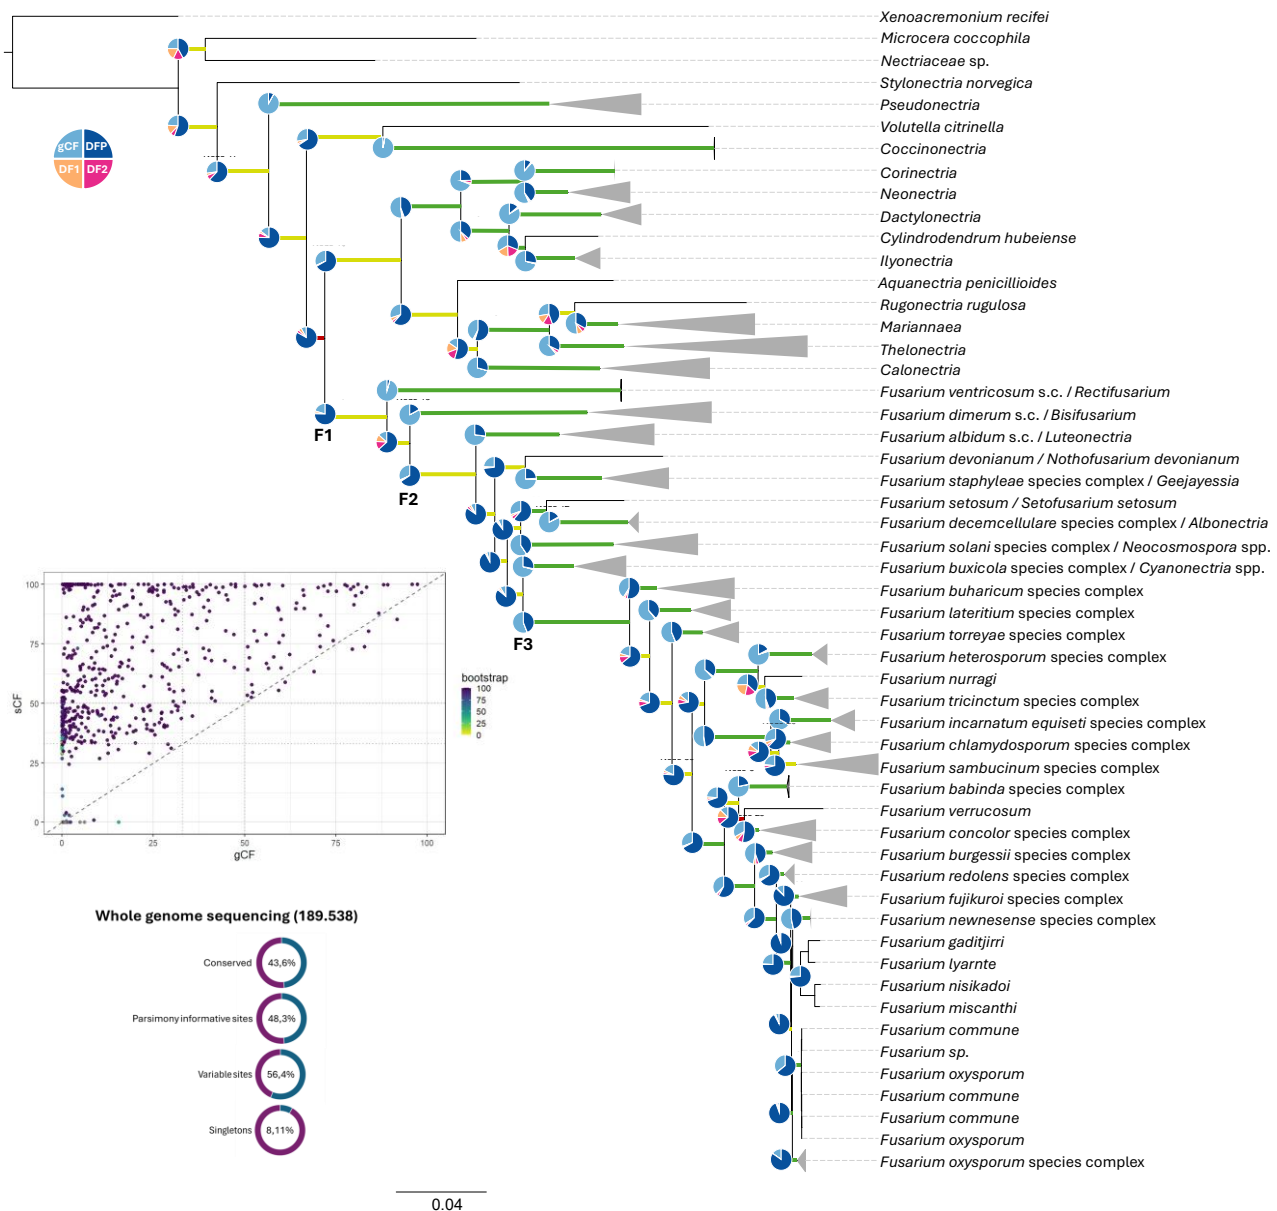 Xenoacremonium recifei
Microcera coccophila
Nectriaceae sp.
Stylonectria norvegica
Pseudonectria
Volutella citrinella
Coccinonectria
gCF DFP
DF1 DF2
Corinectria
Neonectria
Dactylonectria
Cylindrodendrum hubeiense
Ilyonectria
Aquanectria penicillioides
Rugonectria rugulosa
Mariannaea
Thelonectria
Calonectria
Fusarium ventricosum s.c. / Rectifusarium
Fusarium dimerum s.c. / Bisifusarium
F1
Fusarium albidum s.c. / Luteonectria
Fusarium devonianum / Nothofusarium devonianum
Fusarium staphyleae species complex / Geejayessia
F2
Fusarium setosum / Setofusarium setosum
Fusarium decemcellulare species complex / Albonectria
Fusarium solani species complex / Neocosmospora spp.
Fusarium buxicola species complex / Cyanonectria spp.
Fusarium buharicum species complex
Fusarium lateritium species complex
Fusarium torreyae species complex
F3
Fusarium heterosporum species complex
Fusarium nurragi
Fusarium tricinctum species complex
Fusarium incarnatum equiseti species complex
Fusarium chlamydosporum species complex
Fusarium sambucinum species complex
Fusarium babinda species complex
Fusarium verrucosum
Fusarium concolor species complex
Fusarium burgessii species complex
Fusarium redolens species complex
Fusarium fujikuroi species complex
Fusarium newnesense species complex
Fusarium gaditjirri
Fusarium lyarnte
Fusarium nisikadoi
Fusarium miscanthi
Fusarium commune
Fusarium sp.
Fusarium oxysporum
Fusarium commune
Fusarium commune
Fusarium oxysporum
Fusarium oxysporum species complex
0.04
100
75
50
25
0
sCF
0 25 50 75 100
gCF
bootstrap
100
75
50
25
0
Whole genome sequencing (189.538)
Conserved 43,6%
Parsimony informative sites 48,3%
Variable sites 56,4%
Singletons 8,11%